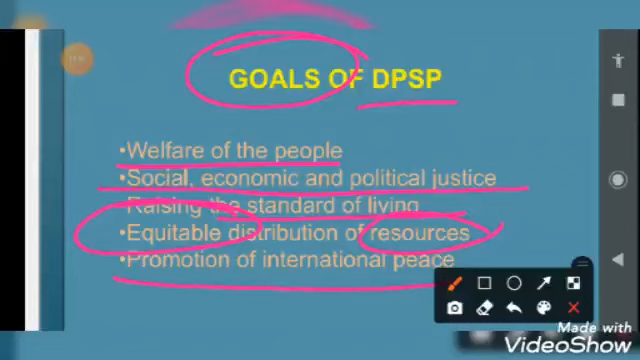 GOALS OF DPSP
•Welfare of the people
•Social, economic and political justice
•Raising the standard of living
•Equitable distribution of resources
•Promotion of international peace
Made with
VideoShow